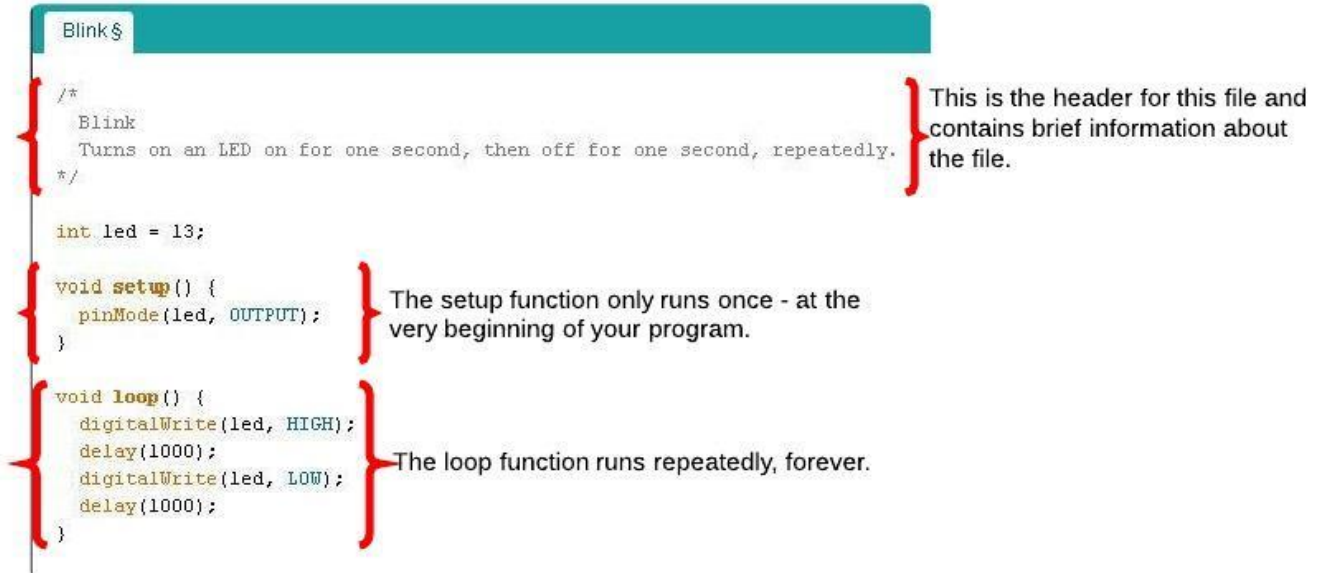 Blink §
/*
Blink
Turns on an LED on for one second, then off for one second, repeatedly.
*/
This is the header for this file and
contains brief information about
the file.
int led = 13;
void setup() {
pinMode(led, OUTPUT);
}
The setup function only runs once - at the
very beginning of your program.
void loop() {
digitalWrite(led, HIGH);
delay(1000);
digitalWrite(led, LOW);
delay(1000);
}
The loop function runs repeatedly, forever.